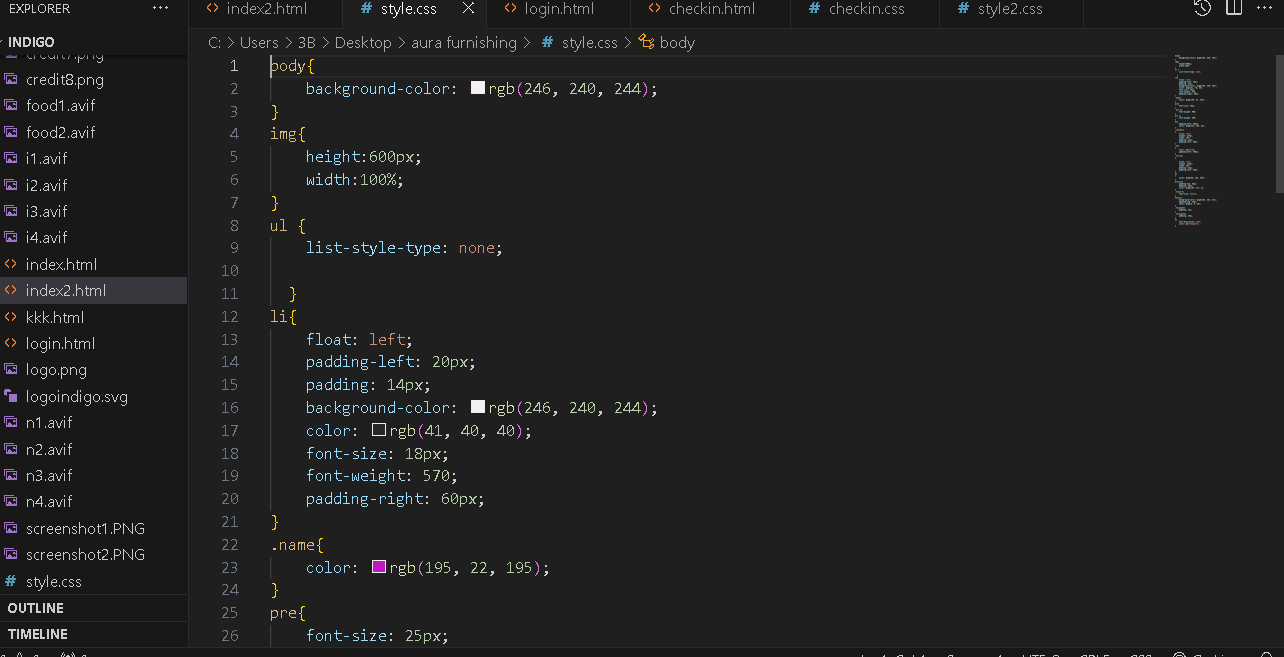 EXPLORER ···
INDIGO
credit7.png
credit8.png
food1.avif
food2.avif
i1.avif
i2.avif
i3.avif
i4.avif
index.html
index2.html
kkk.html
login.html
logo.png
logoindigo.svg
n1.avif
n2.avif
n3.avif
n4.avif
screenshot1.PNG
screenshot2.PNG
style.css
OUTLINE
TIMELINE
index2.html # style.css login.html checkin.html # checkin.css # style2.css
C: > Users > 3B > Desktop > aura furnishing > # style.css > body
1 body{
2 background-color: rgb(246, 240, 244);
3 }
4 img{
5 height:600px;
6 width:100%;
7 }
8 ul {
9 list-style-type: none;
10
11 }
12 li{
13 float: left;
14 padding-left: 20px;
15 padding: 14px;
16 background-color: rgb(246, 240, 244);
17 color: rgb(41, 40, 40);
18 font-size: 18px;
19 font-weight: 570;
20 padding-right: 60px;
21 }
22 .name{
23 color: rgb(195, 22, 195);
24 }
25 pre{
26 font-size: 25px;